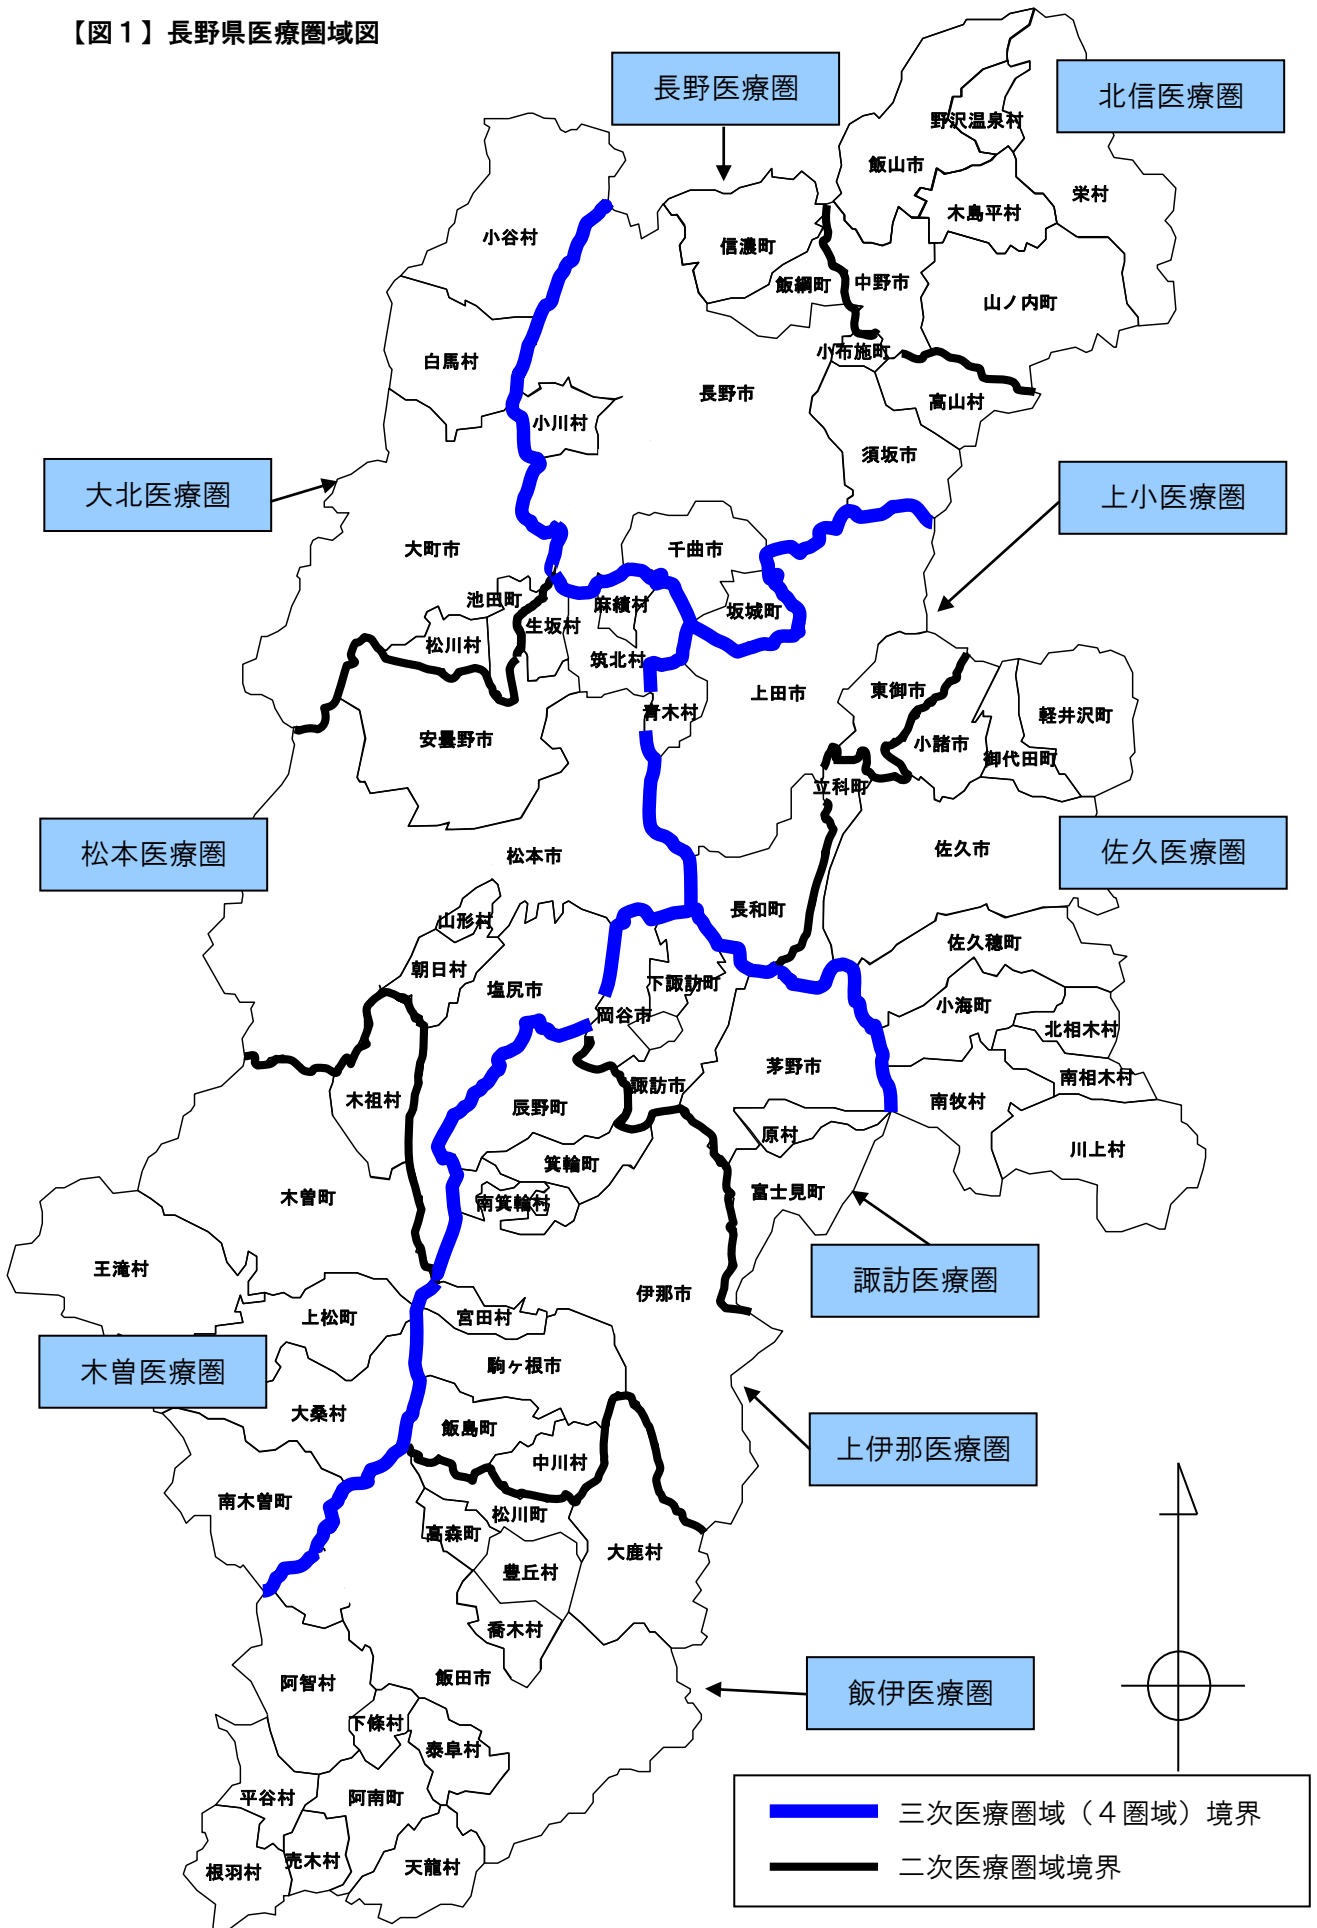 【図１】長野県医療圏域図
長野医療圏
北信医療圏
野沢温泉村
飯山市
栄村
木島平村
小谷村
信濃町
飯綱町
中野市
山ノ内町
小布施町
白馬村
長野市
高山村
小川村
須坂市
大北医療圏
上小医療圏
大町市
千曲市
池田町
麻績村
坂城町
生坂村
松川村
筑北村
上田市
東御市
青木村
軽井沢町
安曇野市
小諸市
御代田町
立科町
松本医療圏
松本市
佐久市
佐久医療圏
山形村
長和町
佐久穂町
朝日村
塩尻市
下諏訪町
小海町
岡谷市
北相木村
茅野市
南相木村
諏訪市
木祖村
辰野町
南牧村
原村
川上村
箕輪町
木曽町
南箕輪村
富士見町
王滝村
諏訪医療圏
伊那市
上松町
宮田村
木曽医療圏
駒ヶ根市
大桑村
飯島町
上伊那医療圏
中川村
南木曽町
松川町
高森町
大鹿村
豊丘村
喬木村
飯田市
阿智村
飯伊医療圏
下條村
泰阜村
平谷村
阿南町
三次医療圏域（４圏域）境界
売木村
天龍村
根羽村
二次医療圏域境界